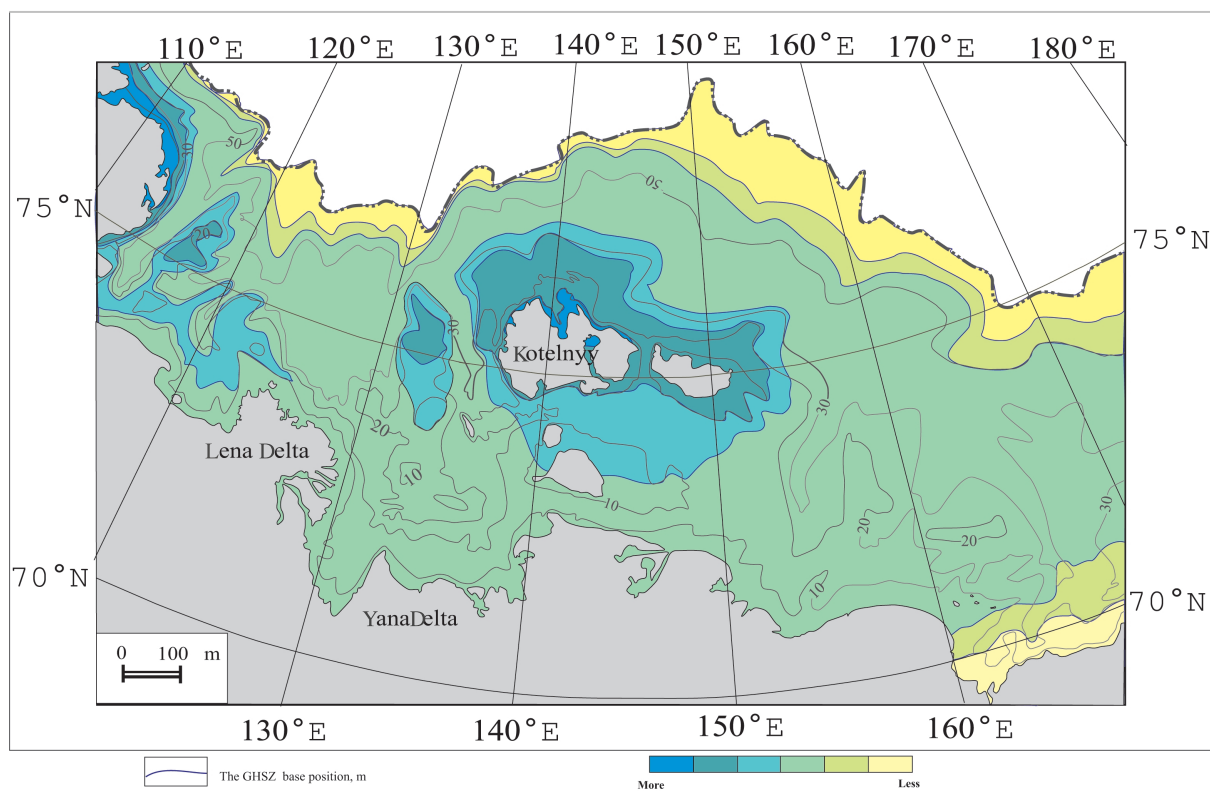 110°E 120°E 130°E 140°E 150°E 160°E 170°E 180°E
50
30
75°N
50
75°N
20
30
Kotelnyy
30
20
Lena Delta
10
10
30
20
20
70°N
10
70°N
YanaDelta
0 100 m
130°E 140°E 150°E 160°E
The GHSZ base position, m
More Less